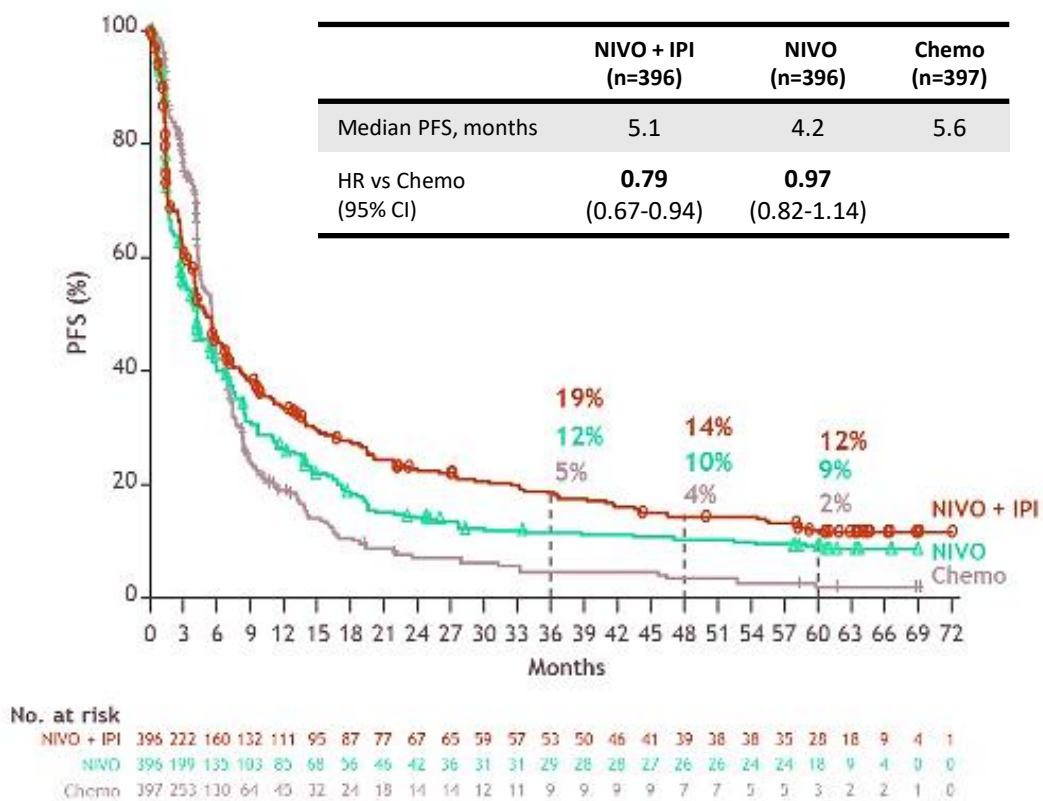 NIVO + IPI (n=396) NIVO (n=396) Chemo (n=397)
Median PFS, months 5.1 4.2 5.6
HR vs Chemo (95% CI) 0.79 (0.67-0.94) 0.97 (0.82-1.14)
100
80
60
40
20
0
PFS (%)
19%
12%
5%
14%
10%
4%
12%
9%
2%
NIVO + IPI
NIVO
Chemo
0 3 6 9 12 15 18 21 24 27 30 33 36 39 42 45 48 51 54 57 60 63 66 69 72
Months
No. at risk
NIVO + IPI 396 222 160 132 111 95 87 77 67 65 59 57 53 50 46 41 39 38 38 35 28 18 9 4 1
NIVO 396 199 135 103 85 68 56 46 42 36 31 31 29 28 28 27 26 26 24 24 18 9 4 0 0
Chemo 397 253 130 64 45 32 24 18 14 14 12 11 9 9 9 9 7 7 5 5 3 2 2 1 0